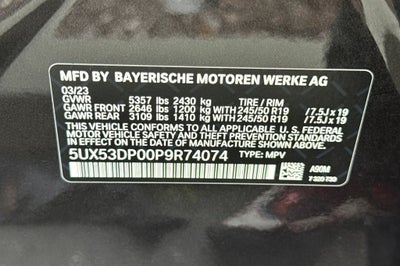 MFD BY BAYERISCHE MOTOREN WERKE AG
03/23
GVWR 5357 lbs 2430 kg TIRE / RIM
GAWR FRONT 2646 lbs 1200 kg WITH 245/50 R19 / 7.5J x 19
GAWR REAR 3109 lbs 1410 kg WITH 245/50 R19 / 7.5J x 19
THIS VEHICLE CONFORMS TO ALL APPLICABLE U.S. FEDERAL
MOTOR VEHICLE SAFETY AND THEFT PREVENTION STANDARDS
IN EFFECT ON THE DATE OF MANUFACTURE SHOWN ABOVE.
5UX53DP00P9R74074 TYPE: MPV
A90M